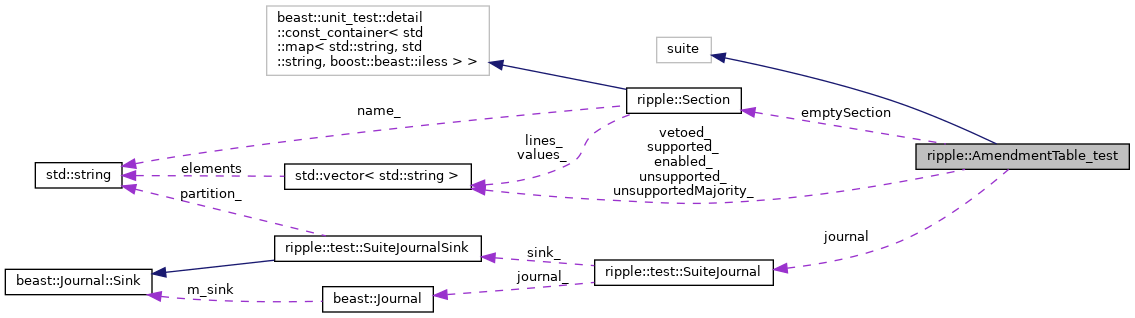 beast::unit_test::detail
::const_container< std
::map< std::string, std
::string, boost::beast::iless > >
suite
ripple::Section
name_
emptySection
lines_
values_
vetoed_
supported_
enabled_
unsupported_
unsupportedMajority_
ripple::AmendmentTable_test
std::string
elements
std::vector< std::string >
partition_
journal
ripple::test::SuiteJournalSink
sink_
ripple::test::SuiteJournal
beast::Journal::Sink
m_sink
beast::Journal
journal_